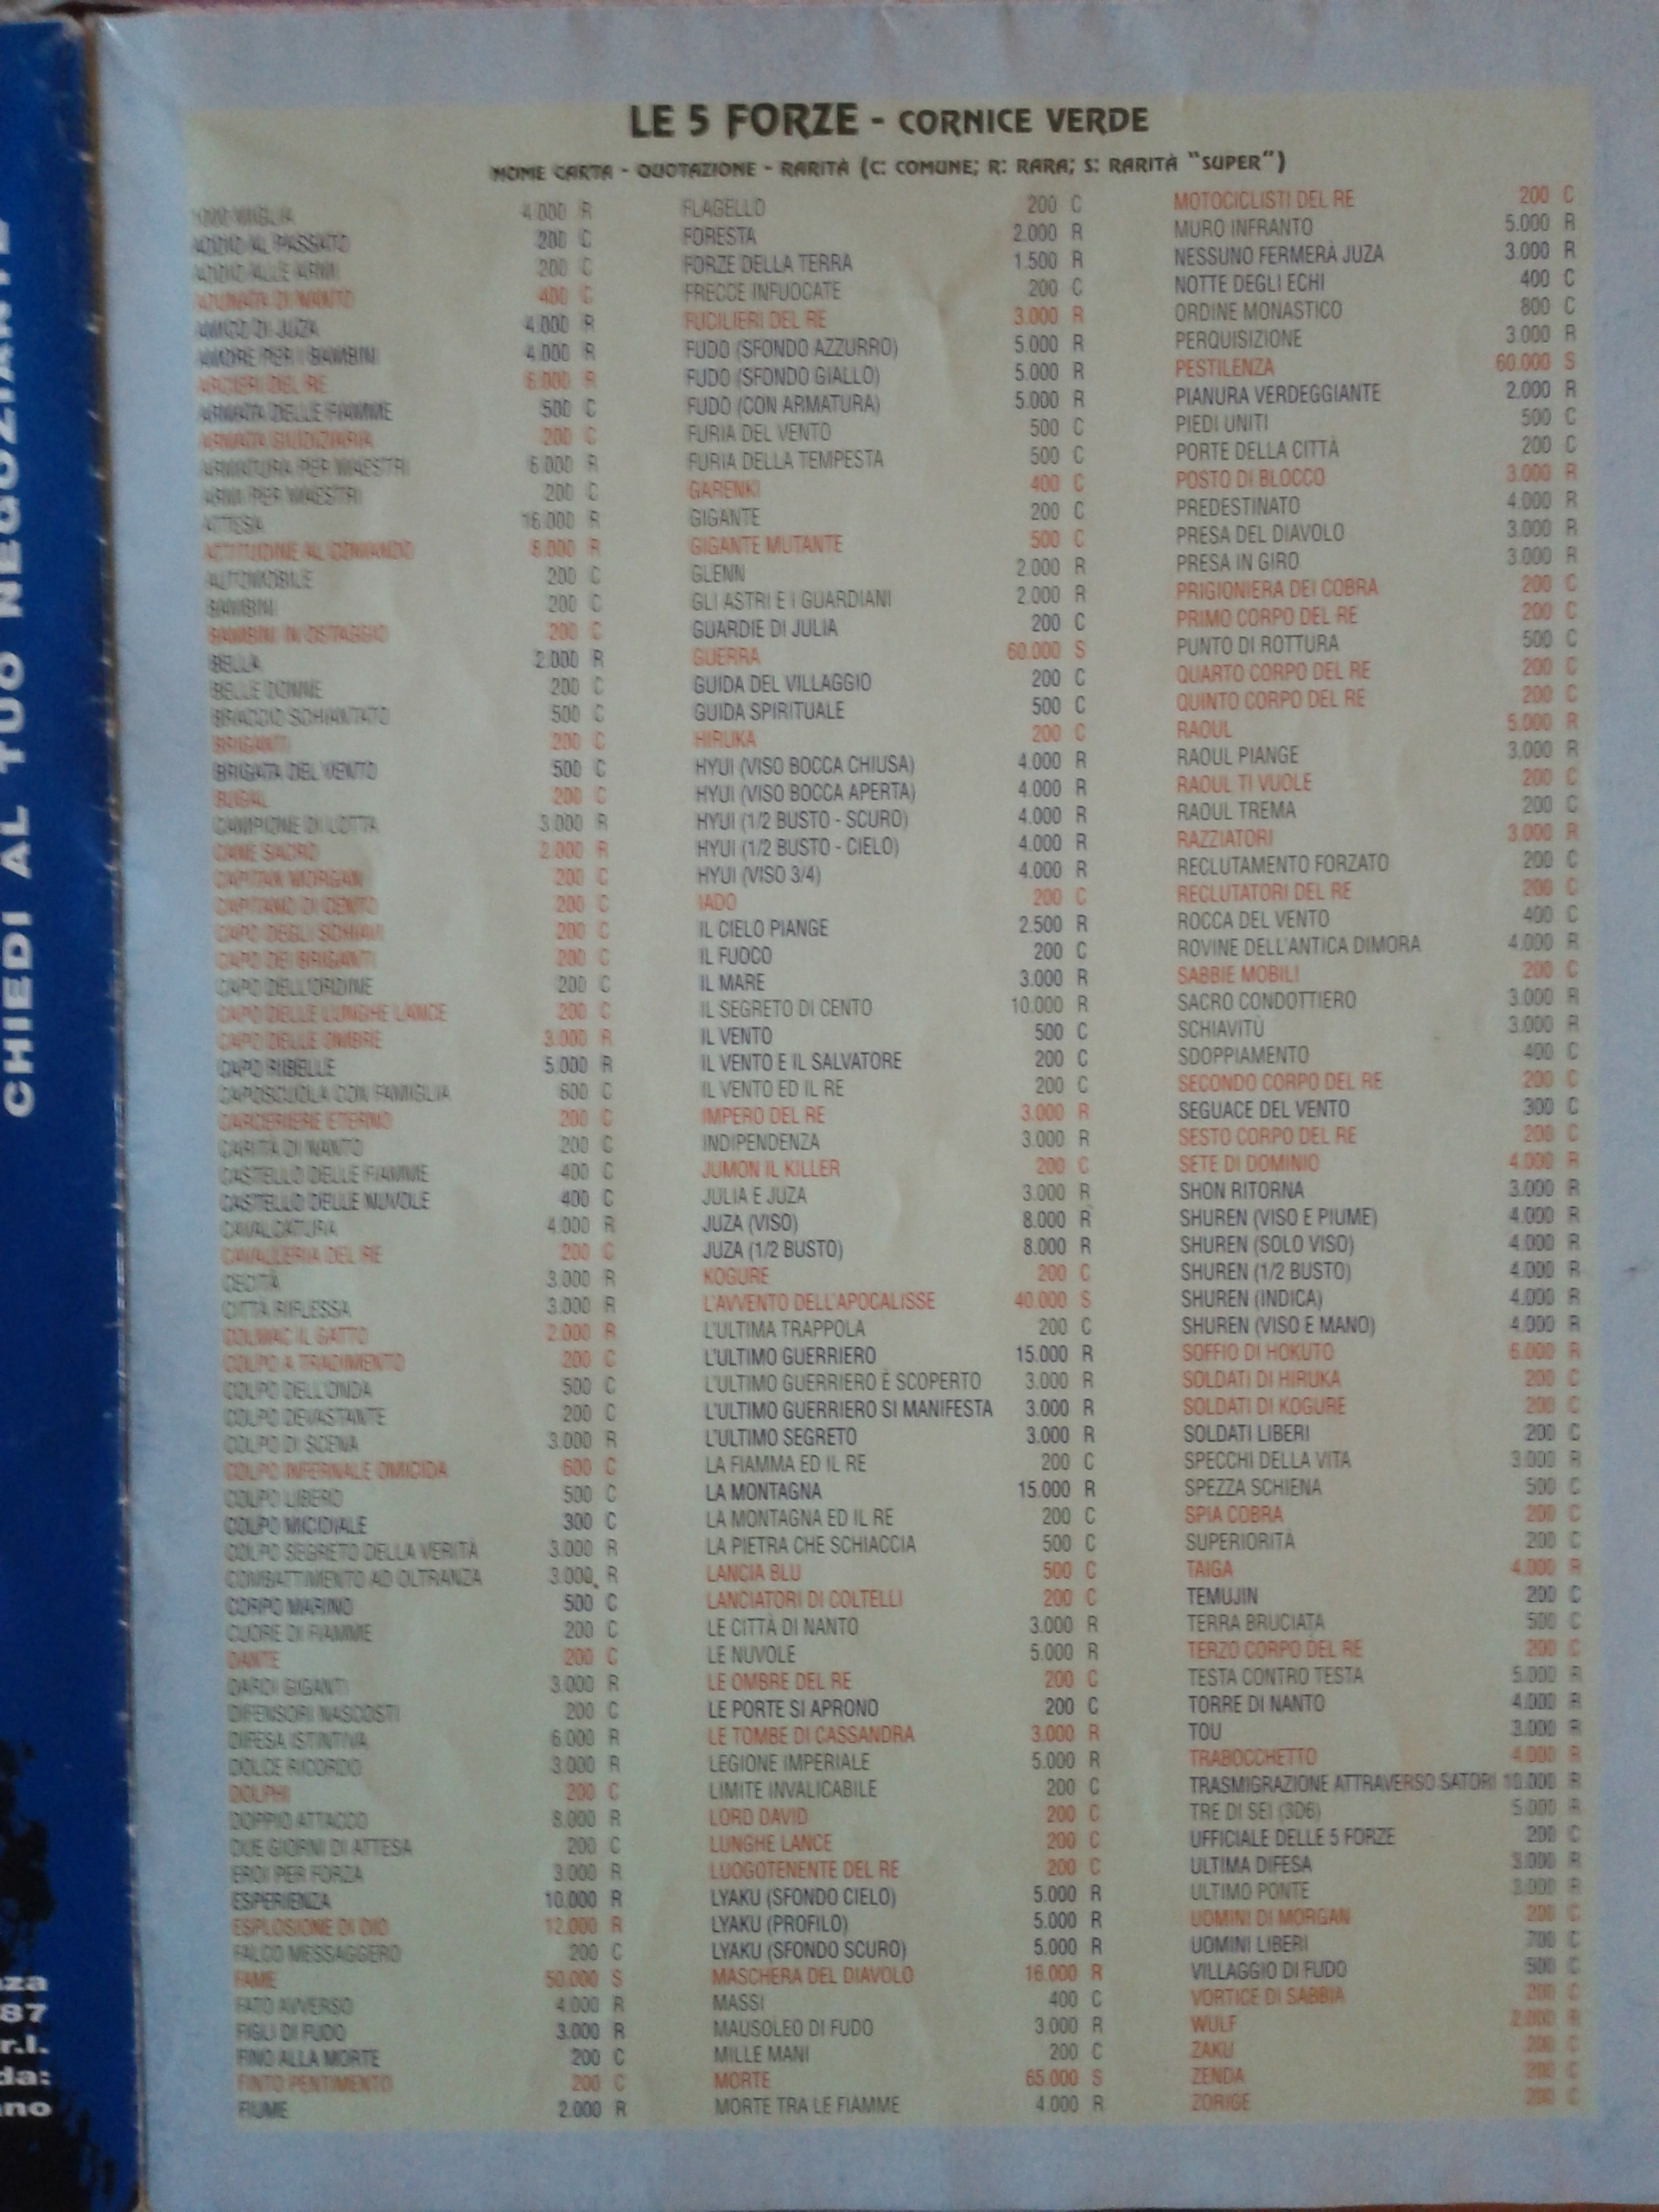 CHIEDI AL TUO NEGOZIANTE
LE 5 FORZE - CORNICE VERDE
NOME CARTA - QUOTAZIONE - RARITÀ (C: COMUNE; R: RARA; S: RARITÀ "SUPER")
1000 MIGLIA 4.000 R
ADDIO AL PASSATO 200 C
ADDIO ALLE ARMI 200 C
ADUNATA DI NANTO 400 C
AMICO DI JUZA 4.000 R
AMORE PER I BAMBINI 4.000 R
ARCIERI DEL RE 6.000 R
ARMATA DELLE FIAMME 500 C
ARMATA GIUDIZIARIA 200 C
ARMATURA PER MAESTRI 6.000 R
ARMI PER MAESTRI 200 C
ATTESA 16.000 R
ATTITUDINE AL COMANDO 8.000 R
AUTOMOBILE 200 C
BAMBINI 200 C
BAMBINI IN OSTAGGIO 200 C
BELLA 2.000 R
BELLE DONNE 200 C
BRACCIO SCHIANTATO 500 C
BRIGANTI 200 C
BRIGATA DEL VENTO 500 C
BUGAL 200 C
CAMPIONE DI LOTTA 3.000 R
CANE SACRO 2.000 R
CAPITAN MORGAN 200 C
CAPITANO DI CENTO 200 C
CAPO DEGLI SCHIAVI 200 C
CAPO DEI BRIGANTI 200 C
CAPO DELL'ORDINE 200 C
CAPO DELLE LUNGHE LANCE 200 C
CAPO DELLE OMBRE 3.000 R
CAPO RIBELLE 5.000 R
CAPOSCUOLA CON FAMIGLIA 600 C
CARCERIERE ETERNO 200 C
CARITÀ DI NANTO 200 C
CASTELLO DELLE FIAMME 400 C
CASTELLO DELLE NUVOLE 400 C
CAVALCATURA 4.000 R
CAVALLERIA DEL RE 200 C
CECITÀ 3.000 R
CITTÀ RIFLESSA 3.000 R
COLMAC IL GATTO 2.000 R
COLPO A TRADIMENTO 200 C
COLPO DELL'ONDA 500 C
COLPO DEVASTANTE 200 C
COLPO DI SCENA 3.000 R
COLPO INFERNALE OMICIDA 600 C
COLPO LIBERO 500 C
COLPO MICIDIALE 300 C
COLPO SEGRETO DELLA VERITÀ 3.000 R
COMBATTIMENTO AD OLTRANZA 3.000 R
CORPO MARINO 500 C
CUORE DI FIAMME 200 C
DANTE 200 C
DARDI GIGANTI 3.000 R
DIFENSORI NASCOSTI 200 C
DIFESA ISTINTIVA 6.000 R
DOLCE RICORDO 3.000 R
DOLPHI 200 C
DOPPIO ATTACCO 8.000 R
DUE GIORNI DI ATTESA 200 C
EROI PER FORZA 3.000 R
ESPERIENZA 10.000 R
ESPLOSIONE DI DIO 12.000 R
FALCO MESSAGGERO 200 C
FAME 50.000 S
FATO AVVERSO 4.000 R
FIGLI DI FUDO 3.000 R
FINO ALLA MORTE 200 C
FINTO PENTIMENTO 200 C
FIUME 2.000 R
FLAGELLO 200 C
FORESTA 2.000 R
FORZE DELLA TERRA 1.500 R
FRECCE INFUOCATE 200 C
FUCILIERI DEL RE 3.000 R
FUDO (SFONDO AZZURRO) 5.000 R
FUDO (SFONDO GIALLO) 5.000 R
FUDO (CON ARMATURA) 5.000 R
FURIA DEL VENTO 500 C
FURIA DELLA TEMPESTA 500 C
GARENKI 400 C
GIGANTE 200 C
GIGANTE MUTANTE 500 C
GLENN 2.000 R
GLI ASTRI E I GUARDIANI 2.000 R
GUARDIE DI JULIA 200 C
GUERRA 60.000 S
GUIDA DEL VILLAGGIO 200 C
GUIDA SPIRITUALE 500 C
HIRUKA 200 C
HYUI (VISO BOCCA CHIUSA) 4.000 R
HYUI (VISO BOCCA APERTA) 4.000 R
HYUI (1/2 BUSTO - SCURO) 4.000 R
HYUI (1/2 BUSTO - CIELO) 4.000 R
HYUI (VISO 3/4) 4.000 R
IADO 200 C
IL CIELO PIANGE 2.500 R
IL FUOCO 200 C
IL MARE 3.000 R
IL SEGRETO DI CENTO 10.000 R
IL VENTO 500 C
IL VENTO E IL SALVATORE 200 C
IL VENTO ED IL RE 200 C
IMPERO DEL RE 3.000 R
INDIPENDENZA 3.000 R
JUMON IL KILLER 200 C
JULIA E JUZA 3.000 R
JUZA (VISO) 8.000 R
JUZA (1/2 BUSTO) 8.000 R
KOGURE 200 C
L'AVVENTO DELL'APOCALISSE 40.000 S
L'ULTIMA TRAPPOLA 200 C
L'ULTIMO GUERRIERO 15.000 R
L'ULTIMO GUERRIERO È SCOPERTO 3.000 R
L'ULTIMO GUERRIERO SI MANIFESTA 3.000 R
L'ULTIMO SEGRETO 3.000 R
LA FIAMMA ED IL RE 200 C
LA MONTAGNA 15.000 R
LA MONTAGNA ED IL RE 200 C
LA PIETRA CHE SCHIACCIA 500 C
LANCIA BLU 500 C
LANCIATORI DI COLTELLI 200 C
LE CITTÀ DI NANTO 3.000 R
LE NUVOLE 5.000 R
LE OMBRE DEL RE 200 C
LE PORTE SI APRONO 200 C
LE TOMBE DI CASSANDRA 3.000 R
LEGIONE IMPERIALE 5.000 R
LIMITE INVALICABILE 200 C
LORD DAVID 200 C
LUNGHE LANCE 200 C
LUOGOTENENTE DEL RE 200 C
LYAKU (SFONDO CIELO) 5.000 R
LYAKU (PROFILO) 5.000 R
LYAKU (SFONDO SCURO) 5.000 R
MASCHERA DEL DIAVOLO 16.000 R
MASSI 400 C
MAUSOLEO DI FUDO 3.000 R
MILLE MANI 200 C
MORTE 65.000 S
MORTE TRA LE FIAMME 4.000 R
MOTOCICLISTI DEL RE 200 C
MURO INFRANTO 5.000 R
NESSUNO FERMERÀ JUZA 3.000 R
NOTTE DEGLI ECHI 400 C
ORDINE MONASTICO 800 C
PERQUISIZIONE 3.000 R
PESTILENZA 60.000 S
PIANURA VERDEGGIANTE 2.000 R
PIEDI UNITI 500 C
PORTE DELLA CITTÀ 200 C
POSTO DI BLOCCO 3.000 R
PREDESTINATO 4.000 R
PRESA DEL DIAVOLO 3.000 R
PRESA IN GIRO 3.000 R
PRIGIONIERA DEI COBRA 200 C
PRIMO CORPO DEL RE 200 C
PUNTO DI ROTTURA 500 C
QUARTO CORPO DEL RE 200 C
QUINTO CORPO DEL RE 200 C
RAOUL 5.000 R
RAOUL PIANGE 3.000 R
RAOUL TI VUOLE 200 C
RAOUL TREMA 200 C
RAZZIATORI 3.000 R
RECLUTAMENTO FORZATO 200 C
RECLUTATORI DEL RE 200 C
ROCCA DEL VENTO 400 C
ROVINE DELL'ANTICA DIMORA 4.000 R
SABBIE MOBILI 200 C
SACRO CONDOTTIERO 3.000 R
SCHIAVITÙ 3.000 R
SDOPPIAMENTO 400 C
SECONDO CORPO DEL RE 200 C
SEGUACE DEL VENTO 300 C
SESTO CORPO DEL RE 200 C
SETE DI DOMINIO 4.000 R
SHON RITORNA 3.000 R
SHUREN (VISO E PIUME) 4.000 R
SHUREN (SOLO VISO) 4.000 R
SHUREN (1/2 BUSTO) 4.000 R
SHUREN (INDICA) 4.000 R
SHUREN (VISO E MANO) 4.000 R
SOFFIO DI HOKUTO 6.000 R
SOLDATI DI HIRUKA 200 C
SOLDATI DI KOGURE 200 C
SOLDATI LIBERI 200 C
SPECCHI DELLA VITA 3.000 R
SPEZZA SCHIENA 500 C
SPIA COBRA 200 C
SUPERIORITÀ 200 C
TAIGA 4.000 R
TEMUJIN 200 C
TERRA BRUCIATA 500 C
TERZO CORPO DEL RE 200 C
TESTA CONTRO TESTA 5.000 R
TORRE DI NANTO 4.000 R
TOU 3.000 R
TRABOCCHETTO 4.000 R
TRASMIGRAZIONE ATTRAVERSO SATORI 10.000 R
TRE DI SEI (3D6) 5.000 R
UFFICIALE DELLE 5 FORZE 200 C
ULTIMA DIFESA 3.000 R
ULTIMO PONTE 3.000 R
UOMINI DI MORGAN 200 C
UOMINI LIBERI 700 C
VILLAGGIO DI FUDO 500 C
VORTICE DI SABBIA 200 C
WULF 2.000 R
ZAKU 200 C
ZENDA 200 C
ZORIGE 200 C
za
87
r.l.
da:
no